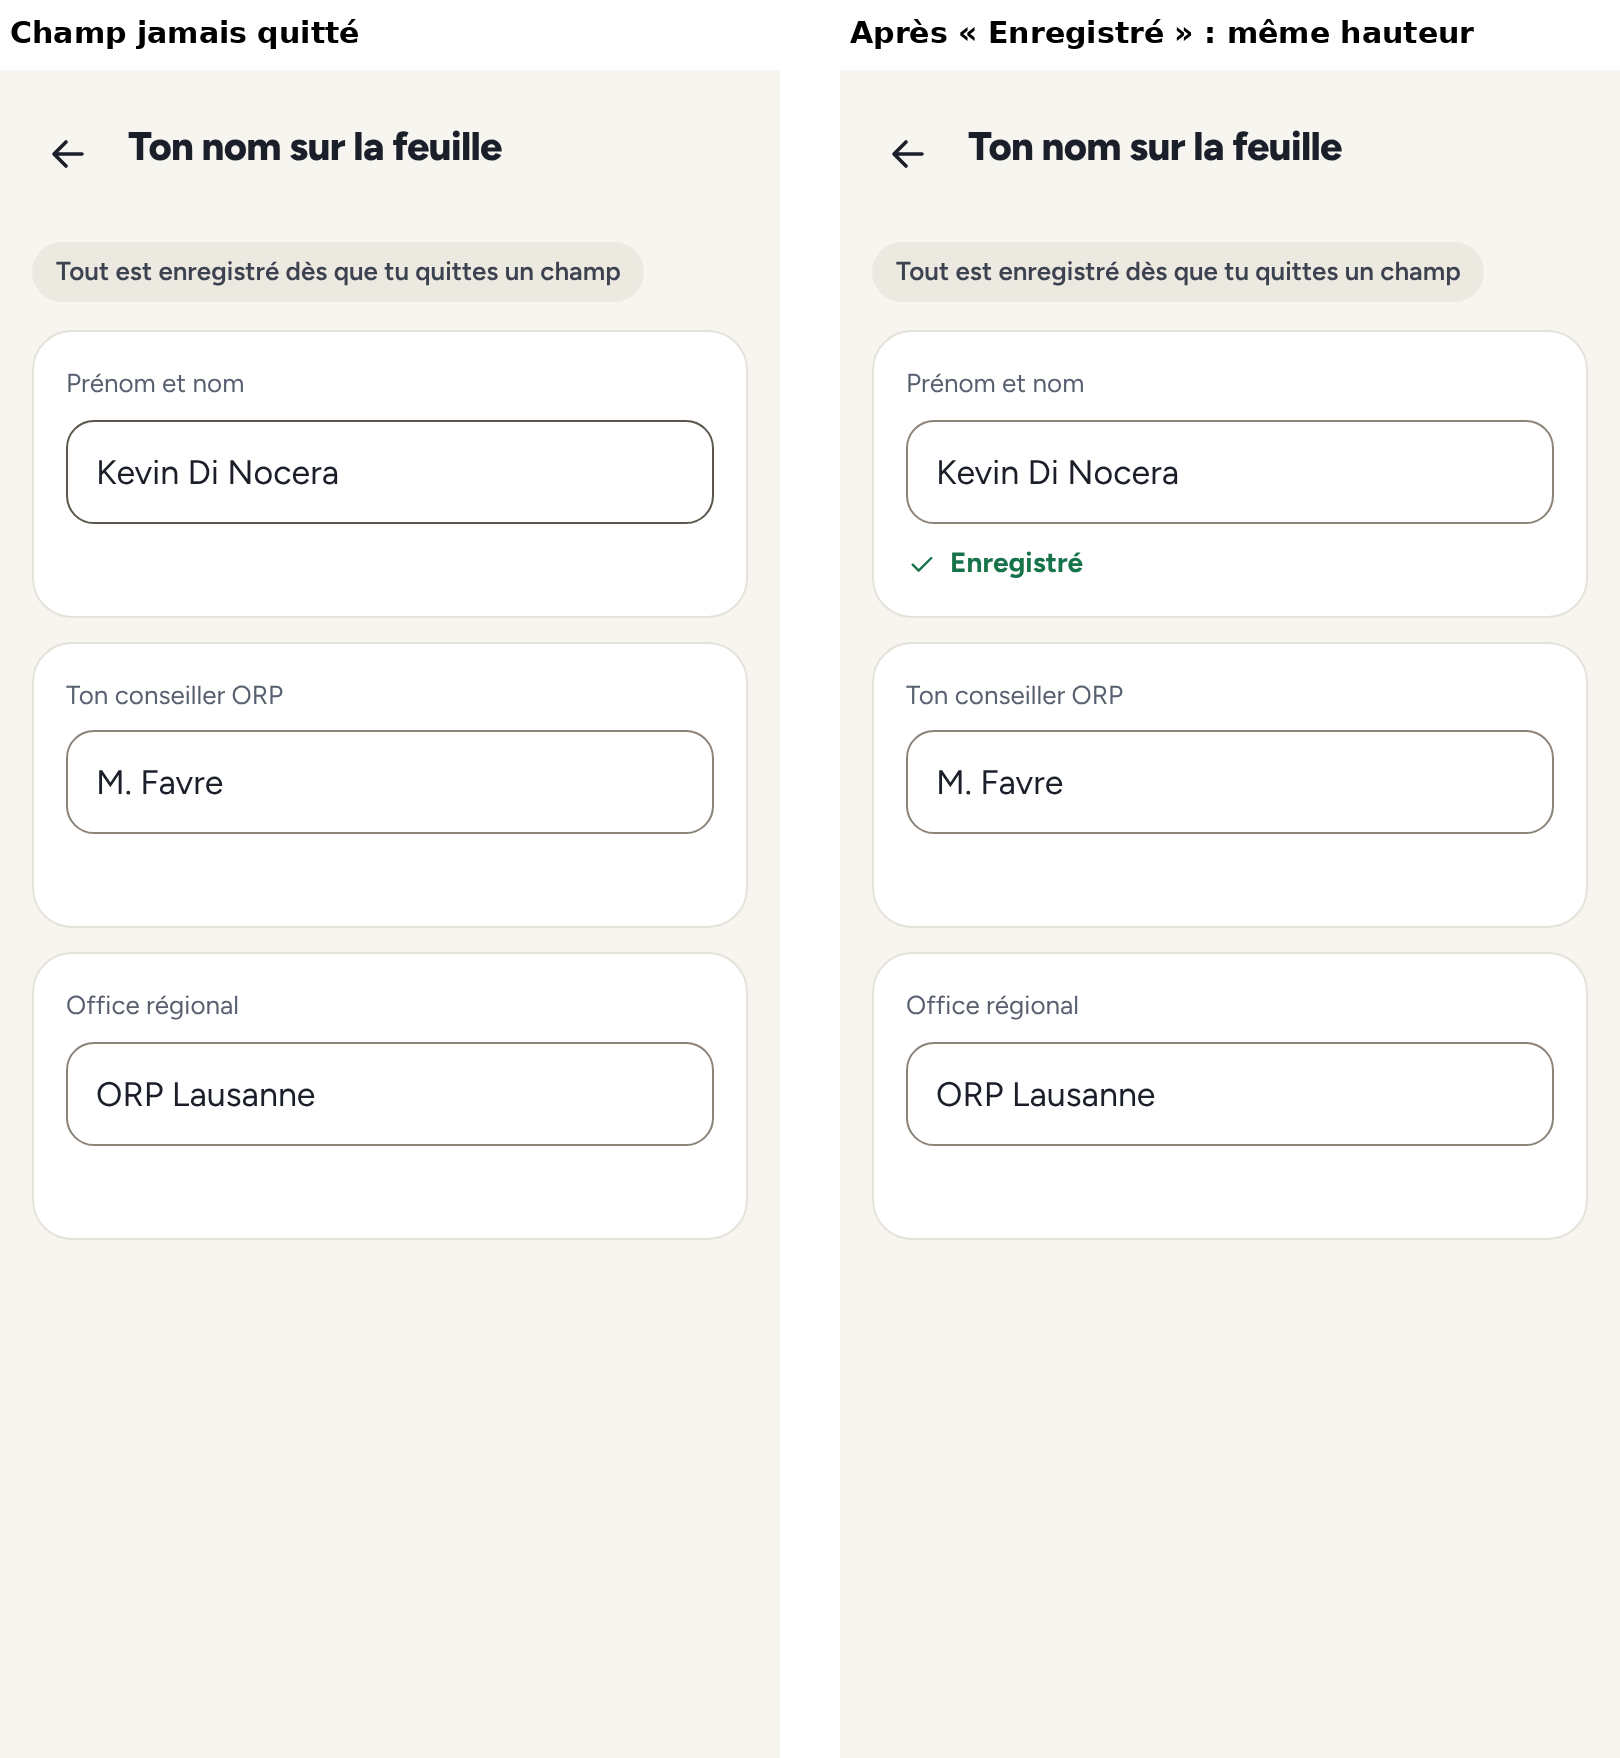 Champ jamais quitté
Ton nom sur la feuille
Tout est enregistré dès que tu quittes un champ
Prénom et nom
Kevin Di Nocera
Ton conseiller ORP
M. Favre
Office régional
ORP Lausanne
Après « Enregistré » : même hauteur
Ton nom sur la feuille
Tout est enregistré dès que tu quittes un champ
Prénom et nom
Kevin Di Nocera
Enregistré
Ton conseiller ORP
M. Favre
Office régional
ORP Lausanne